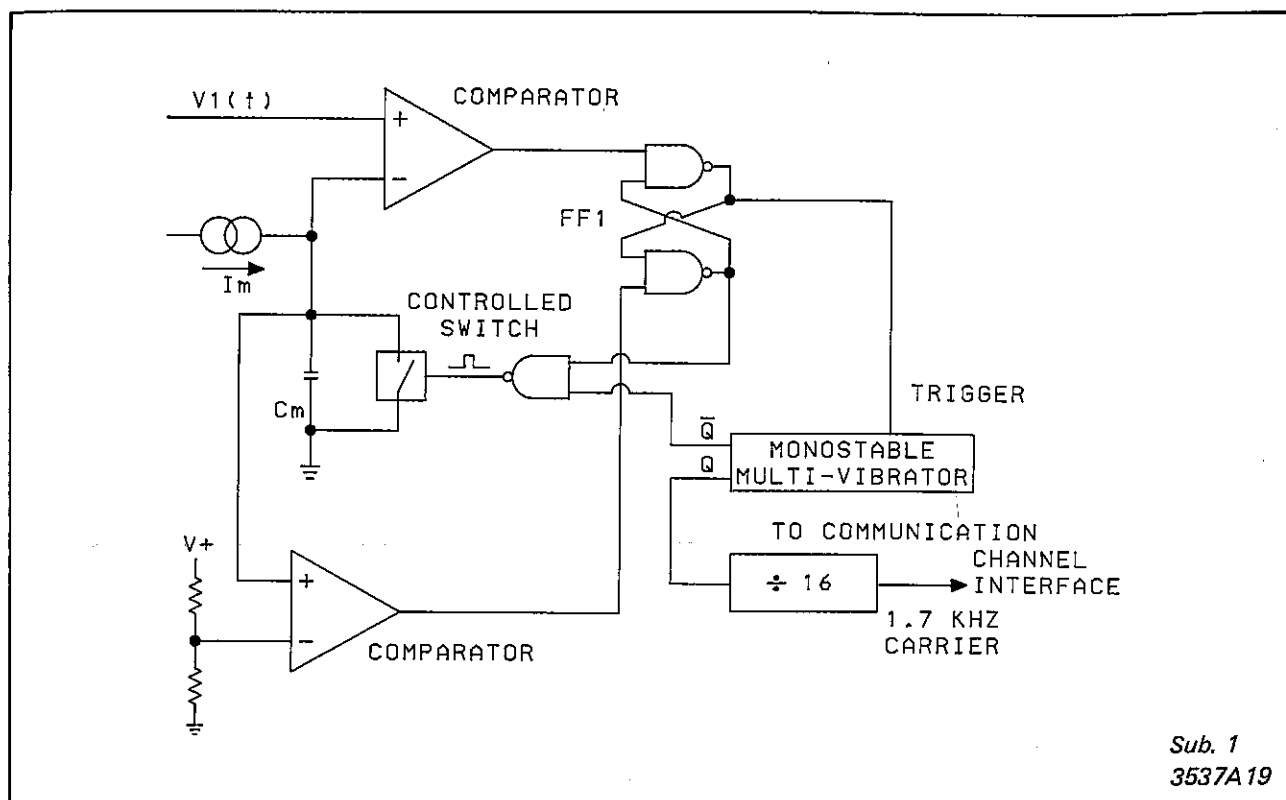 V1(t)
COMPARATOR
+
−
FF1
Im
CONTROLLED
SWITCH
Cm
TRIGGER
Q̅
Q
MONOSTABLE
MULTI-VIBRATOR
TO COMMUNICATION
CHANNEL
INTERFACE
V+
+
−
÷ 16
1.7 KHZ
CARRIER
COMPARATOR
Sub. 1
3537A19